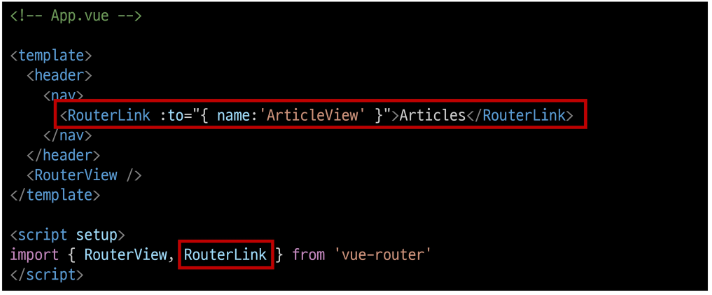 <!-- App.vue -->
<template>
<header>
<nav>
<RouterLink :to="{ name:'ArticleView' }">Articles</RouterLink>
</nav>
</header>
<RouterView />
</template>
<script setup>
import { RouterView, RouterLink } from 'vue-router'
</script>